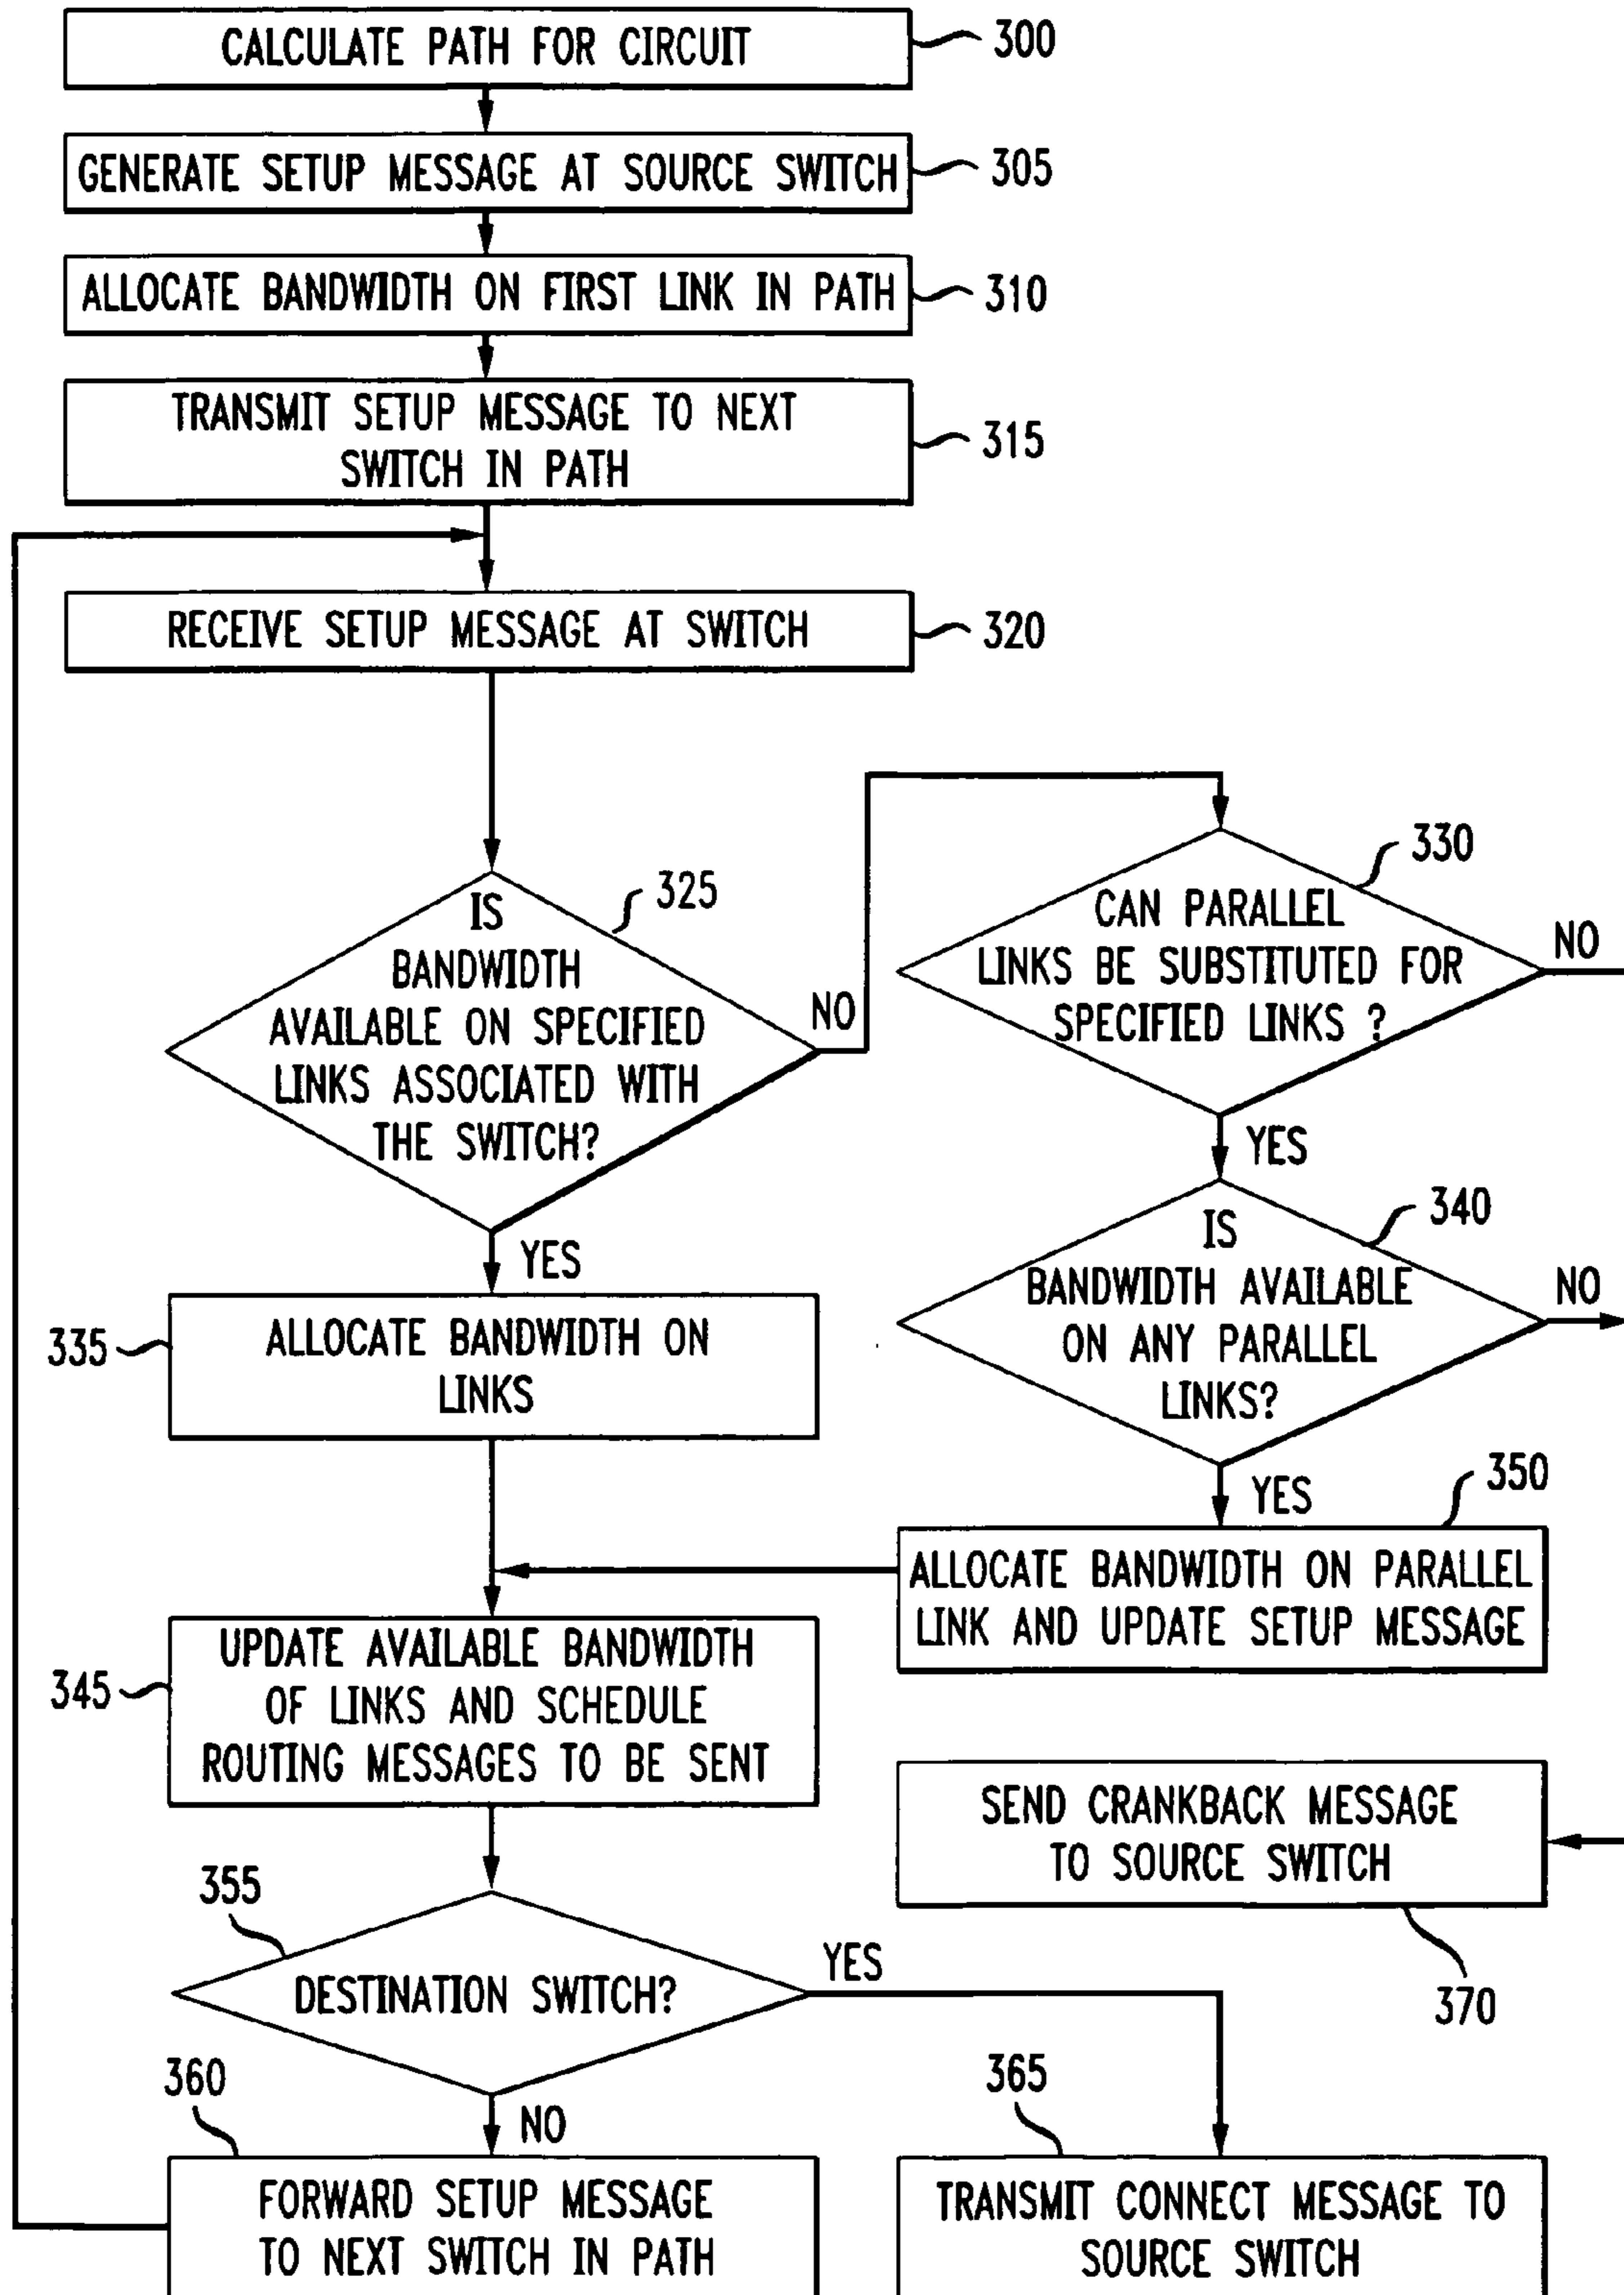 CALCULATE PATH FOR CIRCUIT
300
GENERATE SETUP MESSAGE AT SOURCE SWITCH
305
ALLOCATE BANDWIDTH ON FIRST LINK IN PATH
310
TRANSMIT SETUP MESSAGE TO NEXT
SWITCH IN PATH
315
RECEIVE SETUP MESSAGE AT SWITCH
320
IS
BANDWIDTH
AVAILABLE ON SPECIFIED
LINKS ASSOCIATED WITH
THE SWITCH?
325
NO
YES
CAN PARALLEL
LINKS BE SUBSTITUTED FOR
SPECIFIED LINKS ?
330
NO
YES
335
ALLOCATE BANDWIDTH ON
LINKS
IS
BANDWIDTH AVAILABLE
ON ANY PARALLEL
LINKS?
340
NO
YES
350
ALLOCATE BANDWIDTH ON PARALLEL
LINK AND UPDATE SETUP MESSAGE
345
UPDATE AVAILABLE BANDWIDTH
OF LINKS AND SCHEDULE
ROUTING MESSAGES TO BE SENT
SEND CRANKBACK MESSAGE
TO SOURCE SWITCH
370
355
DESTINATION SWITCH?
YES
NO
360
FORWARD SETUP MESSAGE
TO NEXT SWITCH IN PATH
365
TRANSMIT CONNECT MESSAGE TO
SOURCE SWITCH